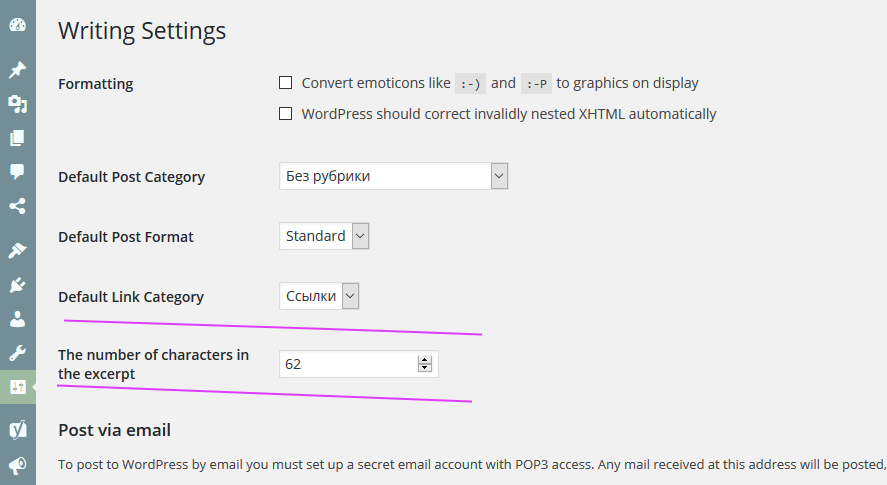 Writing Settings
Formatting
Convert emoticons like :-) and :-P to graphics on display
WordPress should correct invalidly nested XHTML automatically
Default Post Category
Без рубрики
Default Post Format
Standard
Default Link Category
Ссылки
The number of characters in
the excerpt
62
Post via email
To post to WordPress by email you must set up a secret email account with POP3 access. Any mail received at this address will be posted,